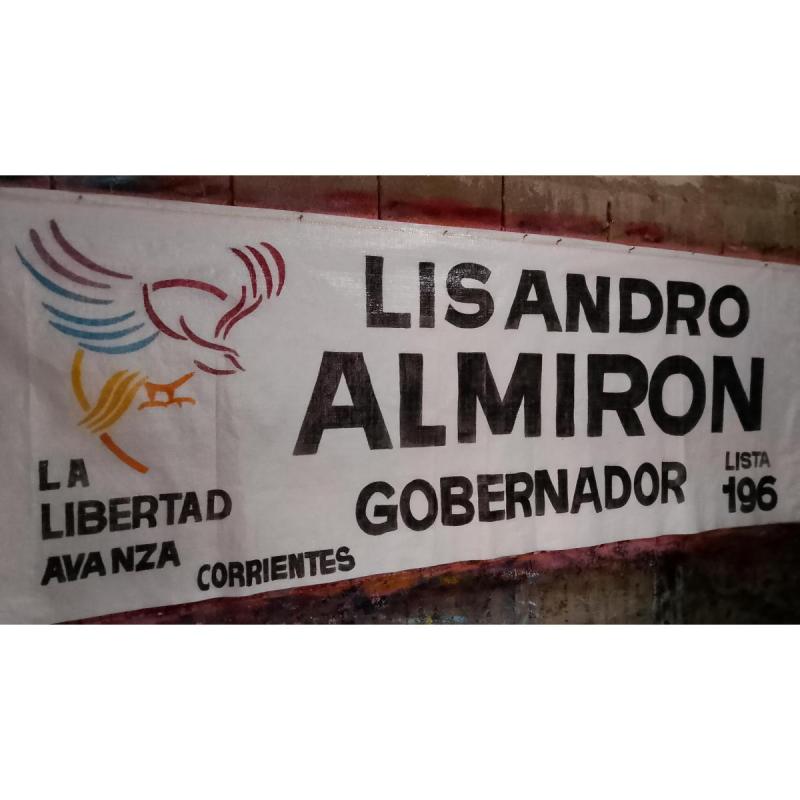 LISANDRO
ALMIRON
GOBERNADOR
LISTA
196
LA
LIBERTAD
AVANZA
CORRIENTES